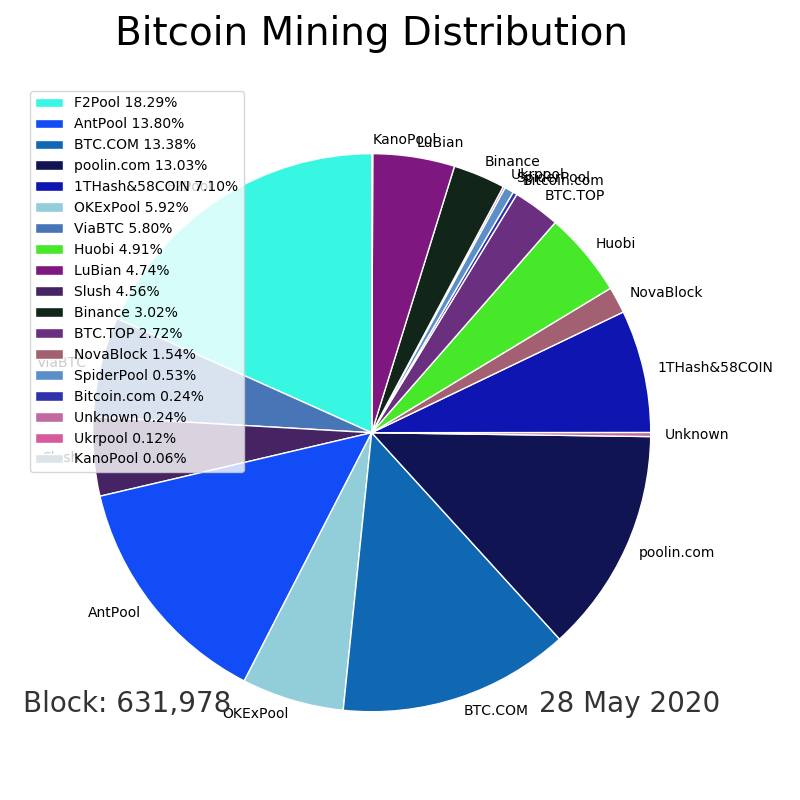 Bitcoin Mining Distribution
F2Pool 18.29%
AntPool 13.80%
BTC.COM 13.38%
poolin.com 13.03%
1THash&58COIN 7.10%
OKExPool 5.92%
ViaBTC 5.80%
Huobi 4.91%
LuBian 4.74%
Slush 4.56%
Binance 3.02%
BTC.TOP 2.72%
NovaBlock 1.54%
SpiderPool 0.53%
Bitcoin.com 0.24%
Unknown 0.24%
Ukrpool 0.12%
KanoPool 0.06%
KanoPool
LuBian
Binance
Ukrpool
SpiderPool
Bitcoin.com
BTC.TOP
Huobi
NovaBlock
1THash&58COIN
Unknown
poolin.com
BTC.COM
OKExPool
AntPool
Slush
ViaBTC
Block: 631,978
28 May 2020